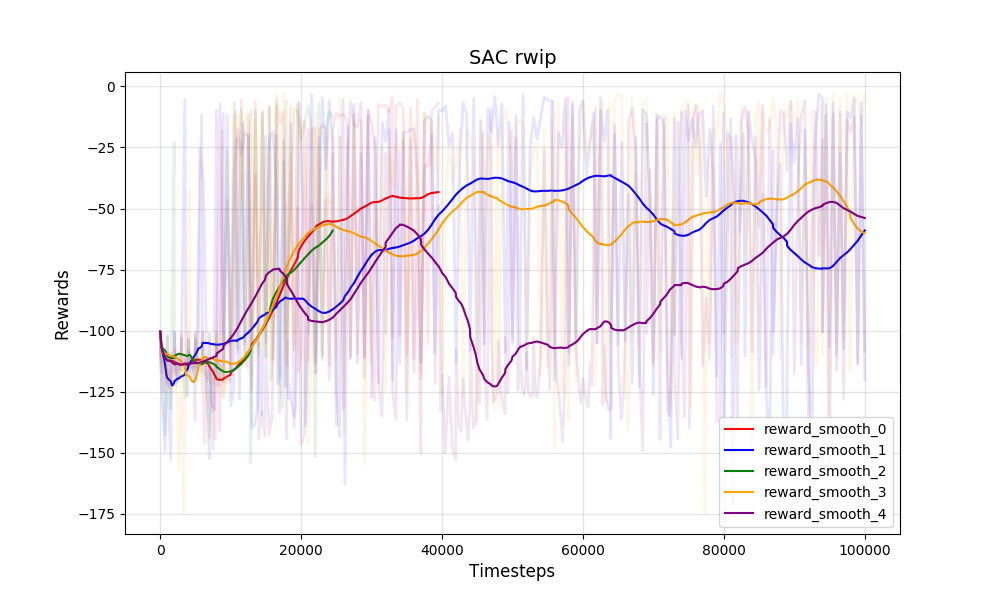 SAC rwip
Rewards
0
−25
−50
−75
−100
−125
−150
−175
reward_smooth_0
reward_smooth_1
reward_smooth_2
reward_smooth_3
reward_smooth_4
0 20000 40000 60000 80000 100000
Timesteps